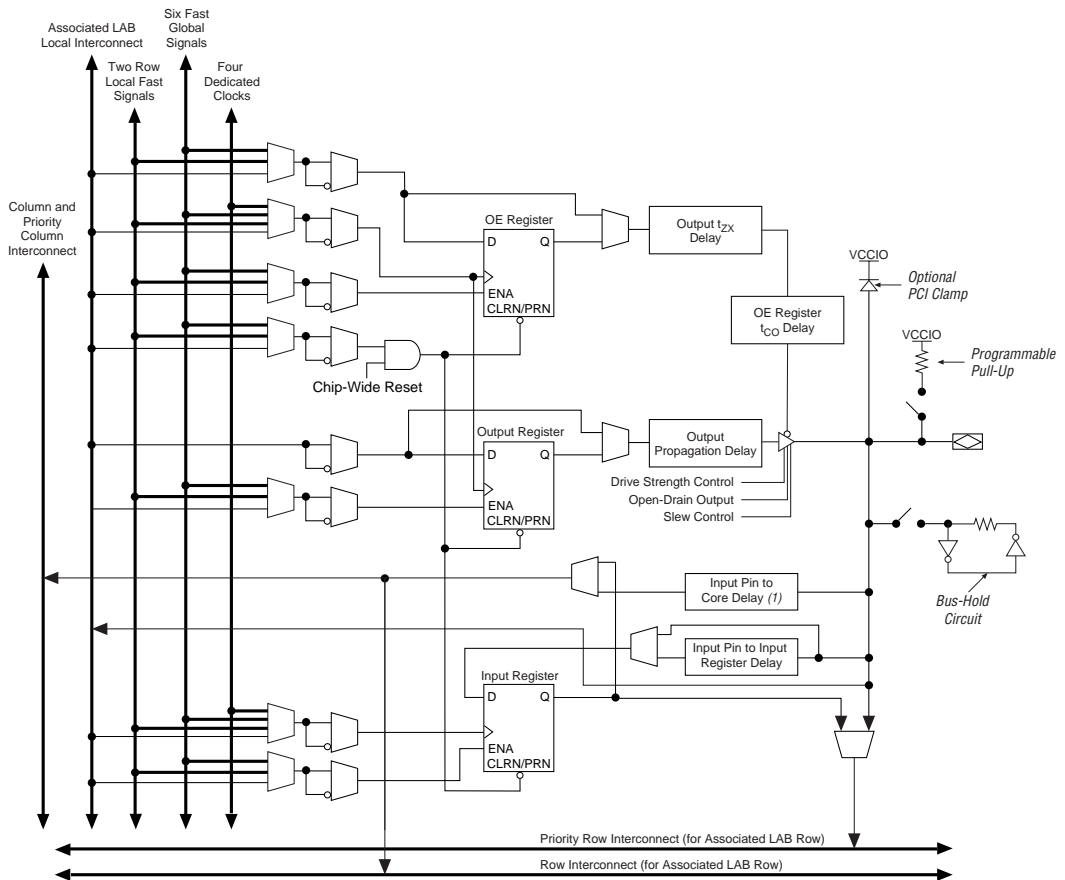 Six Fast
Global
Signals
Associated LAB
Local Interconnect
Two Row
Local Fast
Signals
Four
Dedicated
Clocks
Column and
Priority
Column
Interconnect
OE Register
D Q
ENA
CLRN/PRN
Output tZX
Delay
VCCIO
Optional
PCI Clamp
OE Register
tCO Delay
VCCIO
Programmable
Pull-Up
Chip-Wide Reset
Output Register
D Q
ENA
CLRN/PRN
Output
Propagation Delay
Drive Strength Control
Open-Drain Output
Slew Control
Input Pin to
Core Delay (1)
Bus-Hold
Circuit
Input Pin to Input
Register Delay
Input Register
D Q
ENA
CLRN/PRN
Priority Row Interconnect (for Associated LAB Row)
Row Interconnect (for Associated LAB Row)